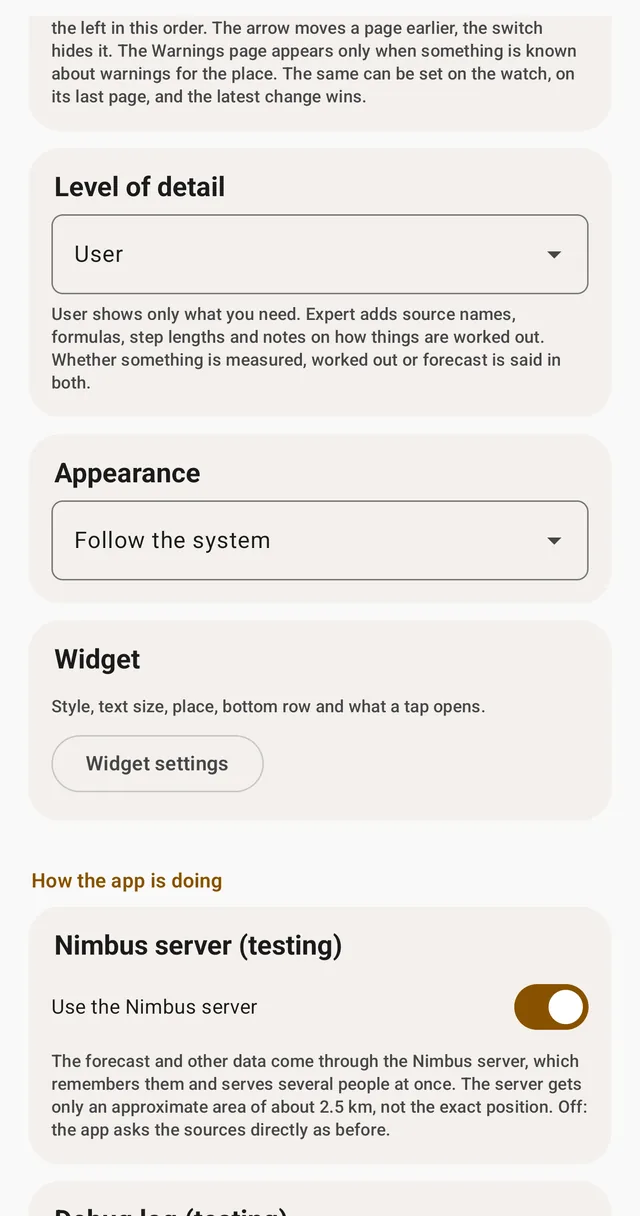 the left in this order. The arrow moves a page earlier, the switch
hides it. The Warnings page appears only when something is known
about warnings for the place. The same can be set on the watch, on
its last page, and the latest change wins.
Level of detail
User
User shows only what you need. Expert adds source names,
formulas, step lengths and notes on how things are worked out.
Whether something is measured, worked out or forecast is said in
both.
Appearance
Follow the system
Widget
Style, text size, place, bottom row and what a tap opens.
Widget settings
How the app is doing
Nimbus server (testing)
Use the Nimbus server
The forecast and other data come through the Nimbus server, which
remembers them and serves several people at once. The server gets
only an approximate area of about 2.5 km, not the exact position. Off:
the app asks the sources directly as before.
Debug log (testing)